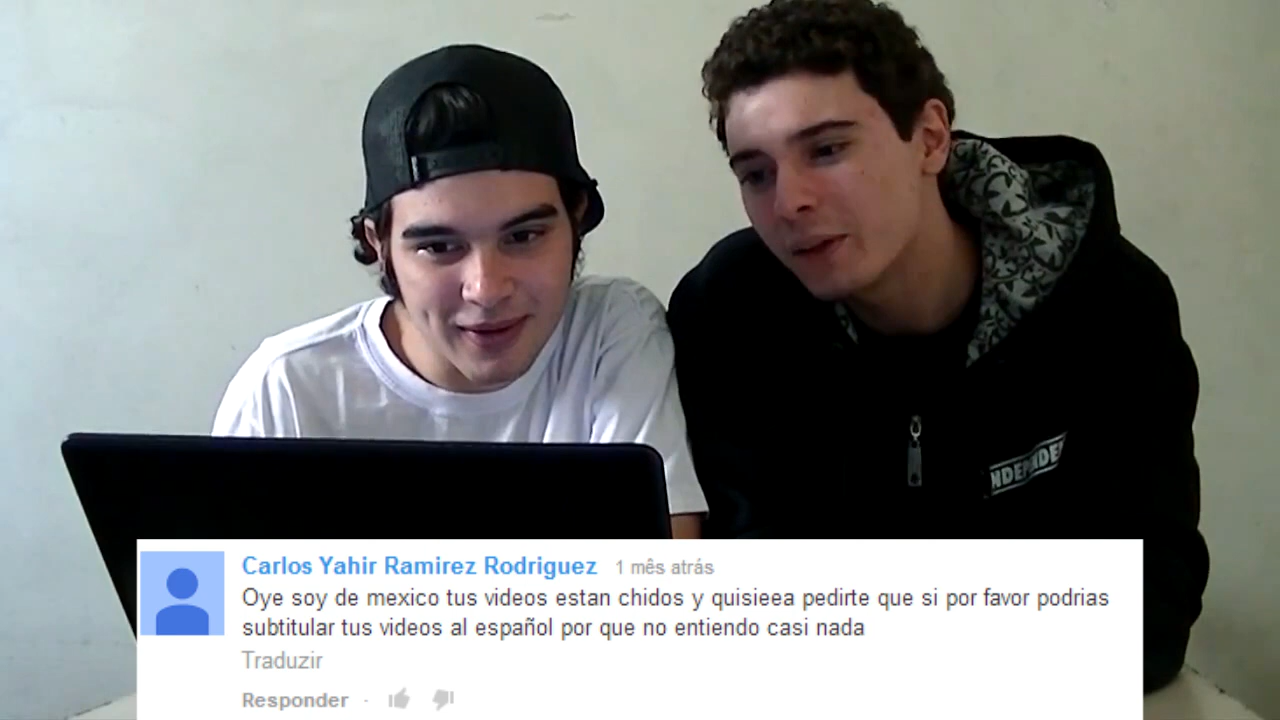 INDEPENDE
Carlos Yahir Ramirez Rodriguez 1 mês atrás
Oye soy de mexico tus videos estan chidos y quisieea pedirte que si por favor podrias
subtitular tus videos al español por que no entiendo casi nada
Traduzir
Responder ·